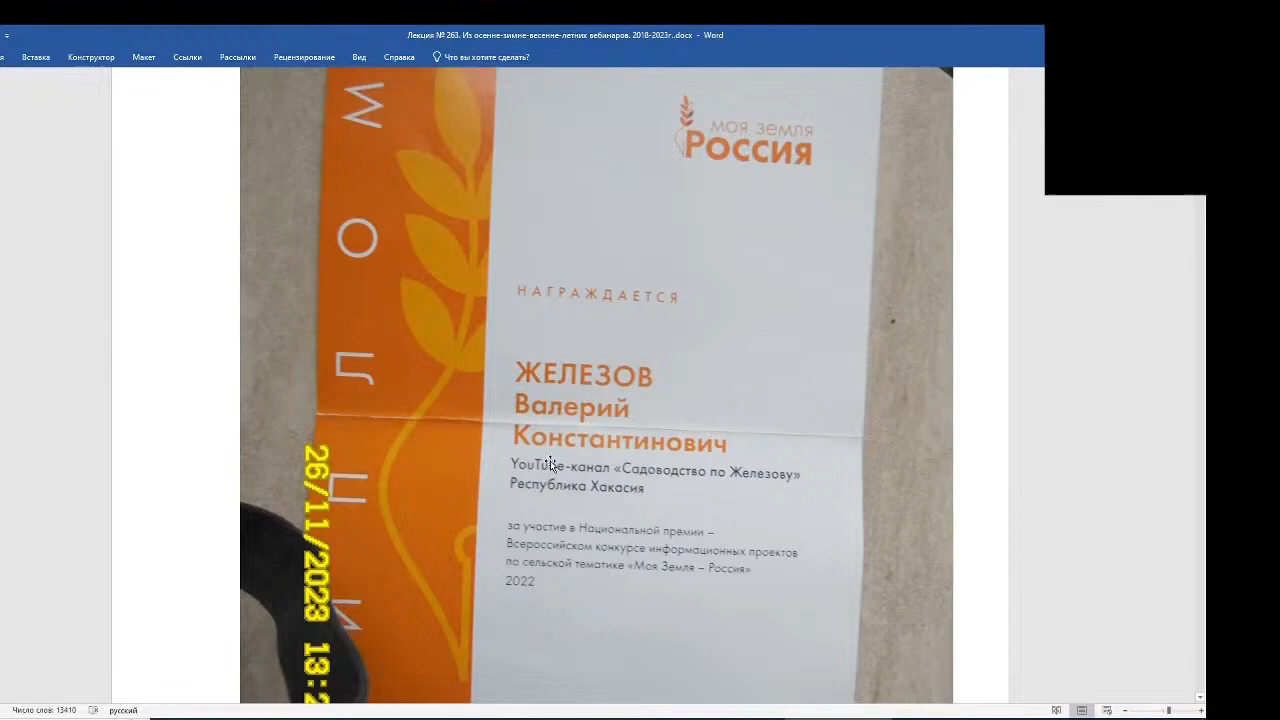 Лекция № 263. Из осенне-зимне-весенне-летних вебинаров. 2018-2023г..docx - Word
Вставка Конструктор Макет Ссылки Рассылки Рецензирование Вид Справка Что вы хотите сделать?
моя земля
РОССИЯ
НАГРАЖДАЕТСЯ
ЖЕЛЕЗОВ
Валерий
Константинович
YouTube-канал «Садоводство по Железову»
Республика Хакасия
за участие в Национальной премии –
Всероссийском конкурсе информационных проектов
по сельской тематике «Моя Земля – Россия»
2022
26/11/2023 13:2
Число слов: 13410 русский